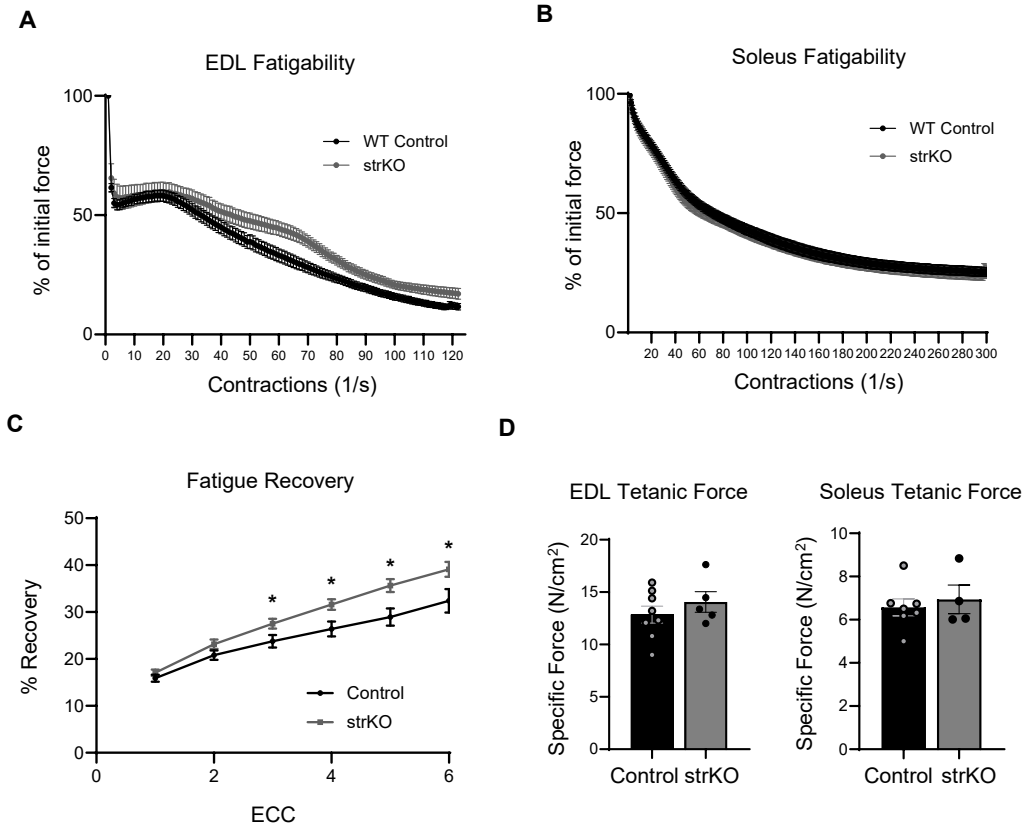 A
EDL Fatigability
100
50
0
% of initial force
WT Control
strKO
0 10 20 30 40 50 60 70 80 90 100 110 120
Contractions (1/s)
B
Soleus Fatigability
100
50
0
% of initial force
WT Control
strKO
20 40 60 80 100 120 140 160 180 200 220 240 260 280 300
Contractions (1/s)
C
Fatigue Recovery
50
40
30
20
10
0
% Recovery
* * * *
Control
strKO
0 2 4 6
ECC
D
EDL Tetanic Force
20
15
10
5
0
Specific Force (N/cm²)
Control strKO
Soleus Tetanic Force
10
8
6
4
2
0
Specific Force (N/cm²)
Control strKO